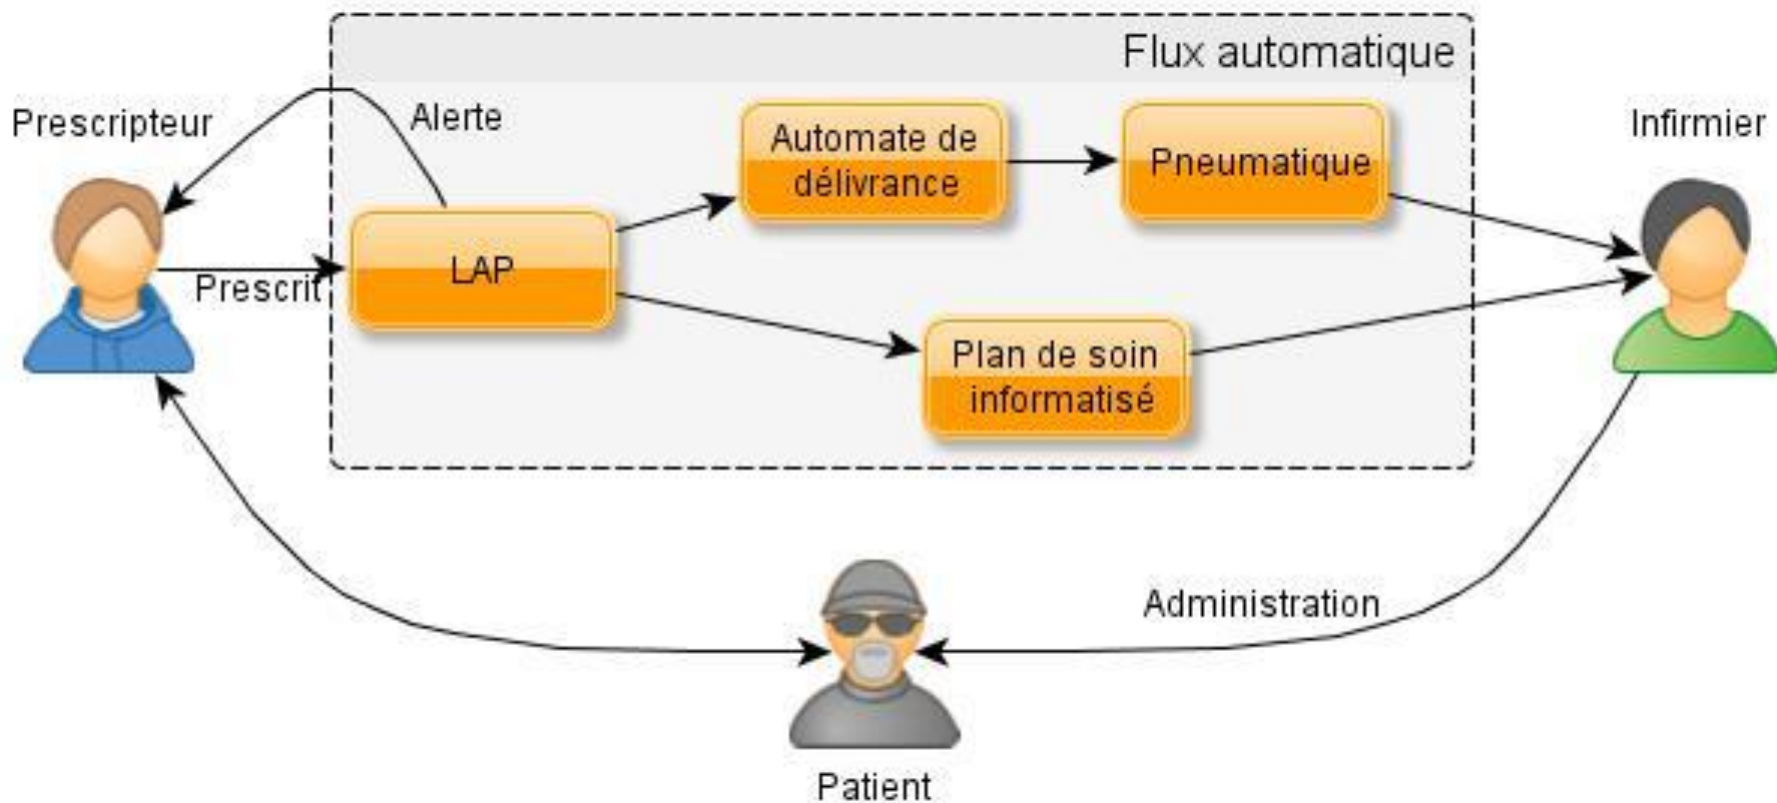 Flux automatique
Prescripteur
Alerte
Automate de
délivrance
Pneumatique
Infirmier
Prescrit
LAP
Plan de soin
informatisé
Administration
Patient